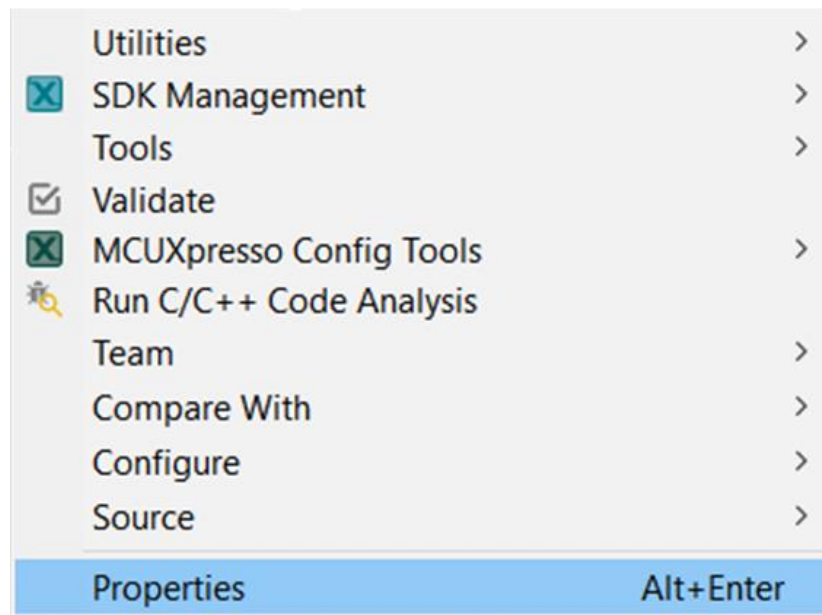 Utilities
SDK Management
Tools
Validate
MCUXpresso Config Tools
Run C/C++ Code Analysis
Team
Compare With
Configure
Source
Properties Alt+Enter